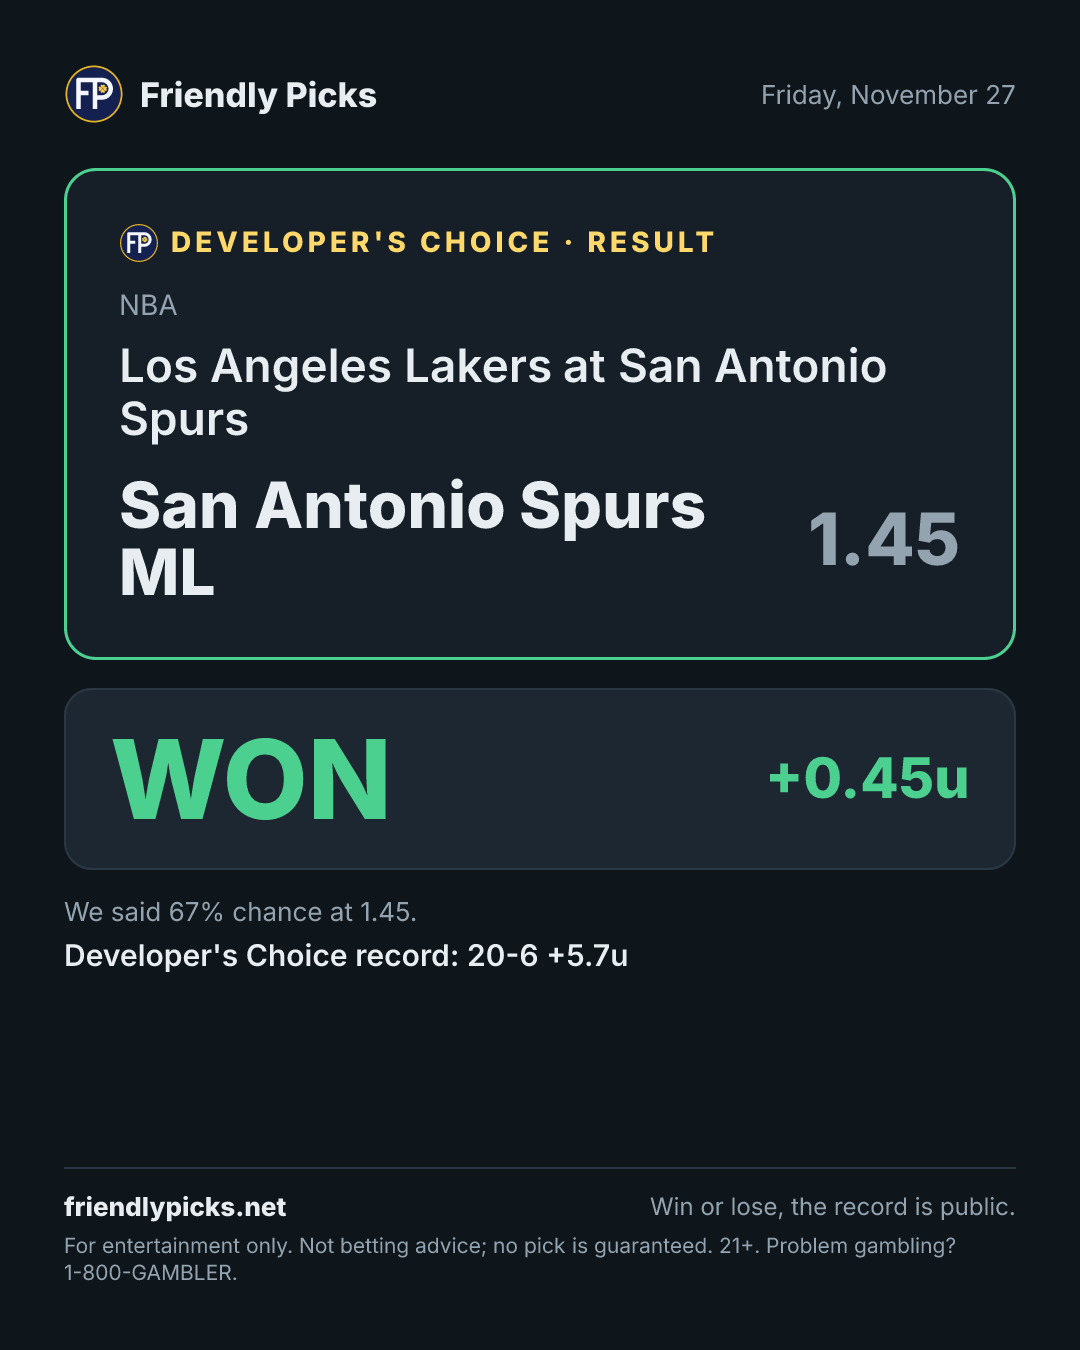 FP Friendly Picks
Friday, November 27
FP DEVELOPER'S CHOICE · RESULT
NBA
Los Angeles Lakers at San Antonio
Spurs
San Antonio Spurs
ML
1.45
WON
+0.45u
We said 67% chance at 1.45.
Developer's Choice record: 20-6 +5.7u
friendlypicks.net
Win or lose, the record is public.
For entertainment only. Not betting advice; no pick is guaranteed. 21+. Problem gambling?
1-800-GAMBLER.